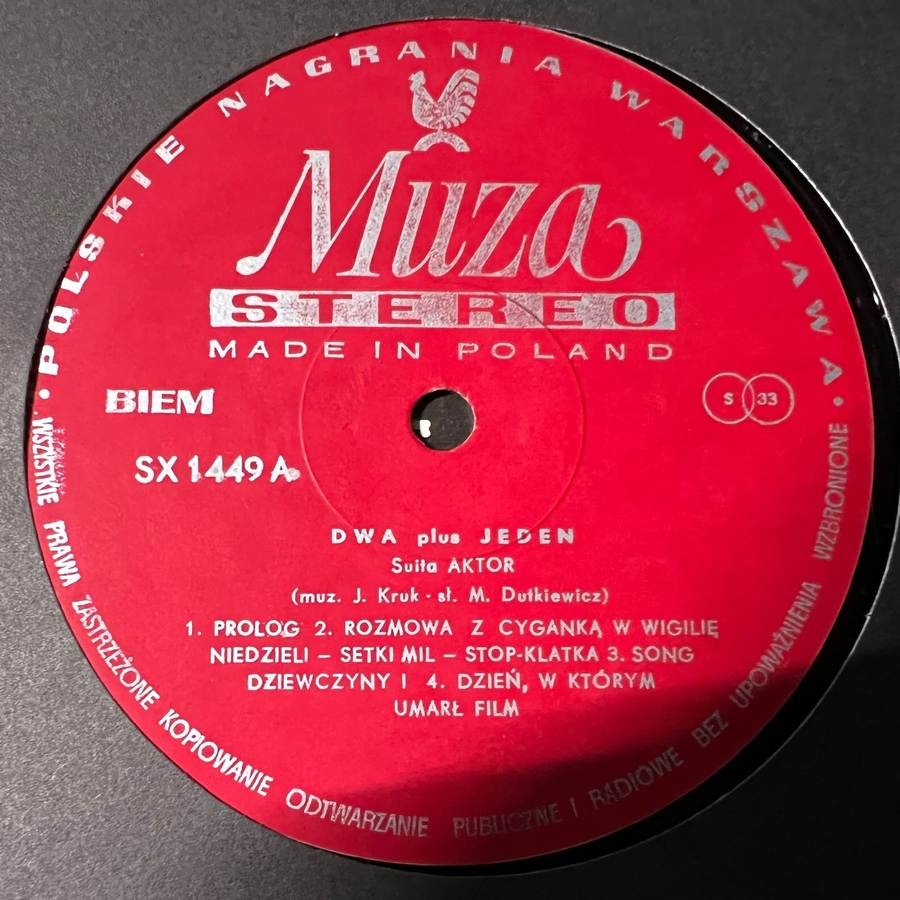 • POLSKIE NAGRANIA WARSZAWA •
Muza
STEREO
MADE IN POLAND
BIEM
S 33
SX 1449 A
DWA plus JEDEN
Suita AKTOR
(muz. J. Kruk - sł. M. Dutkiewicz)
1. PROLOG 2. ROZMOWA Z CYGANKĄ W WIGILIĘ
NIEDZIELI – SETKI MIL – STOP-KLATKA 3. SONG
DZIEWCZYNY I 4. DZIEŃ, W KTÓRYM
UMARŁ FILM
WSZYSTKIE PRAWA ZASTRZEŻONE KOPIOWANIE ODTWARZANIE PUBLICZNE I RADIOWE BEZ UPOWAŻNIENIA WZBRONIONE